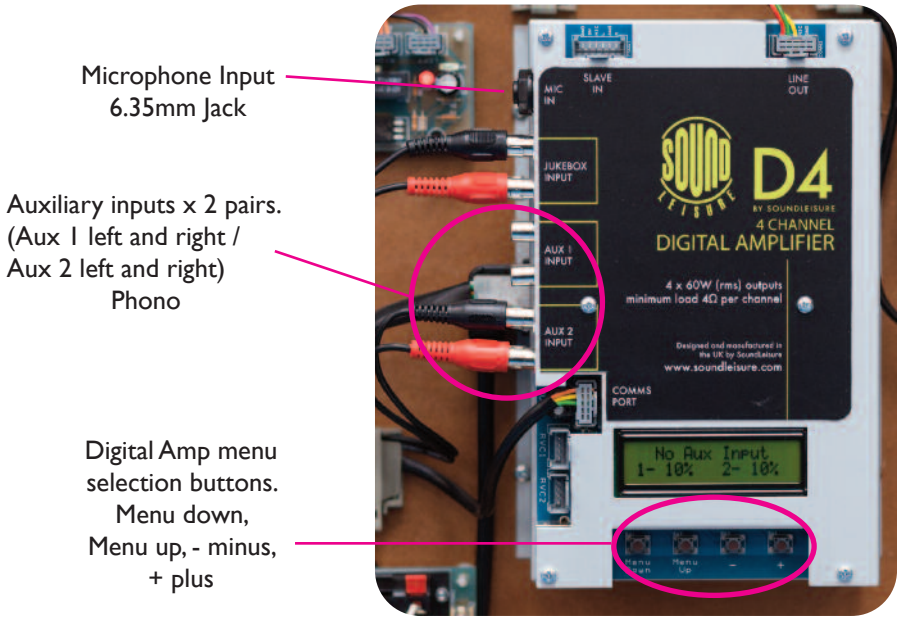 Microphone Input
6.35mm Jack
Auxiliary inputs x 2 pairs.
(Aux 1 left and right /
Aux 2 left and right)
Phono
Digital Amp menu
selection buttons.
Menu down,
Menu up, - minus,
+ plus
SLAVE
IN
LINE
OUT
MIC
IN
JUKEBOX
INPUT
AUX 1
INPUT
AUX 2
INPUT
SOUND
LEISURE
D4
BY SOUNDLEISURE
4 CHANNEL
DIGITAL AMPLIFIER
4 x 60W (rms) outputs
minimum load 4Ω per channel
Designed and manufactured in
the UK by SoundLeisure
www.soundleisure.com
COMMS
PORT
RVC1
RVC2
No Aux Input
1- 10% 2- 10%
Menu
Down
Menu
Up
-
+